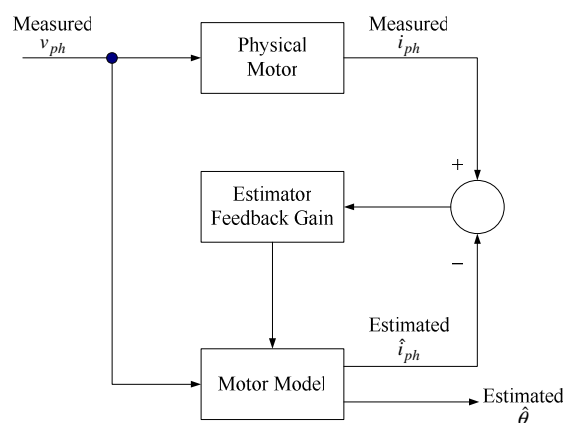 Measured
v_ph
Physical
Motor
Measured
i_ph
+
Estimator
Feedback Gain
−
Estimated
î_ph
Motor Model
Estimated
θ̂